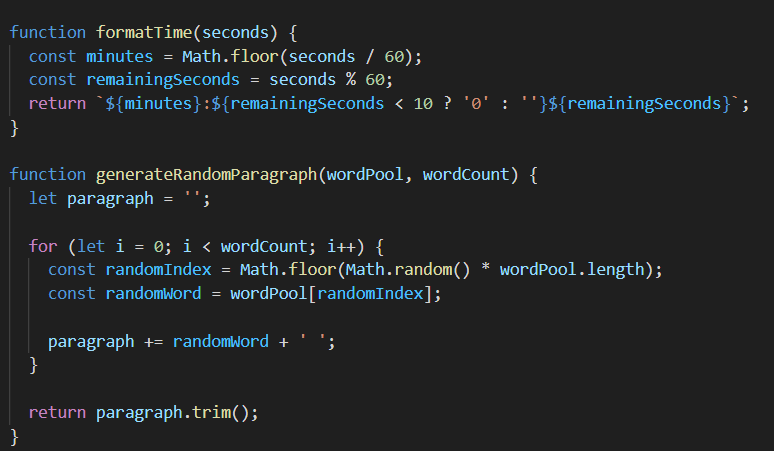 function formatTime(seconds) {
const minutes = Math.floor(seconds / 60);
const remainingSeconds = seconds % 60;
return `${minutes}:${remainingSeconds < 10 ? '0' : ''}${remainingSeconds}`;
}
function generateRandomParagraph(wordPool, wordCount) {
let paragraph = '';
for (let i = 0; i < wordCount; i++) {
const randomIndex = Math.floor(Math.random() * wordPool.length);
const randomWord = wordPool[randomIndex];
paragraph += randomWord + ' ';
}
return paragraph.trim();
}